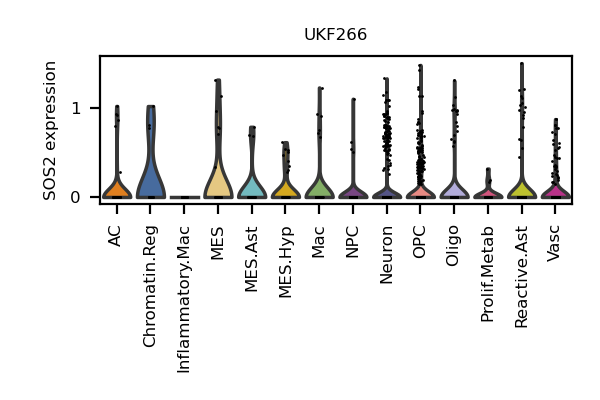 UKF266
SOS2 expression
1
0
AC
Chromatin.Reg
Inflammatory.Mac
MES
MES.Ast
MES.Hyp
Mac
NPC
Neuron
OPC
Oligo
Prolif.Metab
Reactive.Ast
Vasc